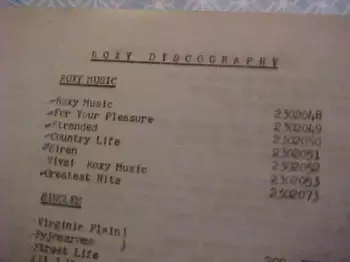 ROXY DISCOGRAPHY
ROXY MUSIC
Roxy Music 2302048
For Your Pleasure 2302049
Stranded 2302050
Country Life 2302051
Siren 2302052
Viva! Roxy Music 2302053
Greatest Hits 2302073
SINGLES
Virginia Plain)
Pyjamarama )
Street Life